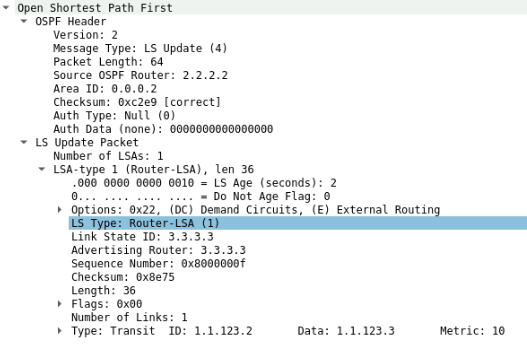 Open Shortest Path First
OSPF Header
Version: 2
Message Type: LS Update (4)
Packet Length: 64
Source OSPF Router: 2.2.2.2
Area ID: 0.0.0.2
Checksum: 0xc2e9 [correct]
Auth Type: Null (0)
Auth Data (none): 0000000000000000
LS Update Packet
Number of LSAs: 1
LSA-type 1 (Router-LSA), len 36
.000 0000 0000 0010 = LS Age (seconds): 2
0... .... .... .... = Do Not Age Flag: 0
Options: 0x22, (DC) Demand Circuits, (E) External Routing
LS Type: Router-LSA (1)
Link State ID: 3.3.3.3
Advertising Router: 3.3.3.3
Sequence Number: 0x8000000f
Checksum: 0x8e75
Length: 36
Flags: 0x00
Number of Links: 1
Type: Transit  ID: 1.1.123.2       Data: 1.1.123.3       Metric: 10